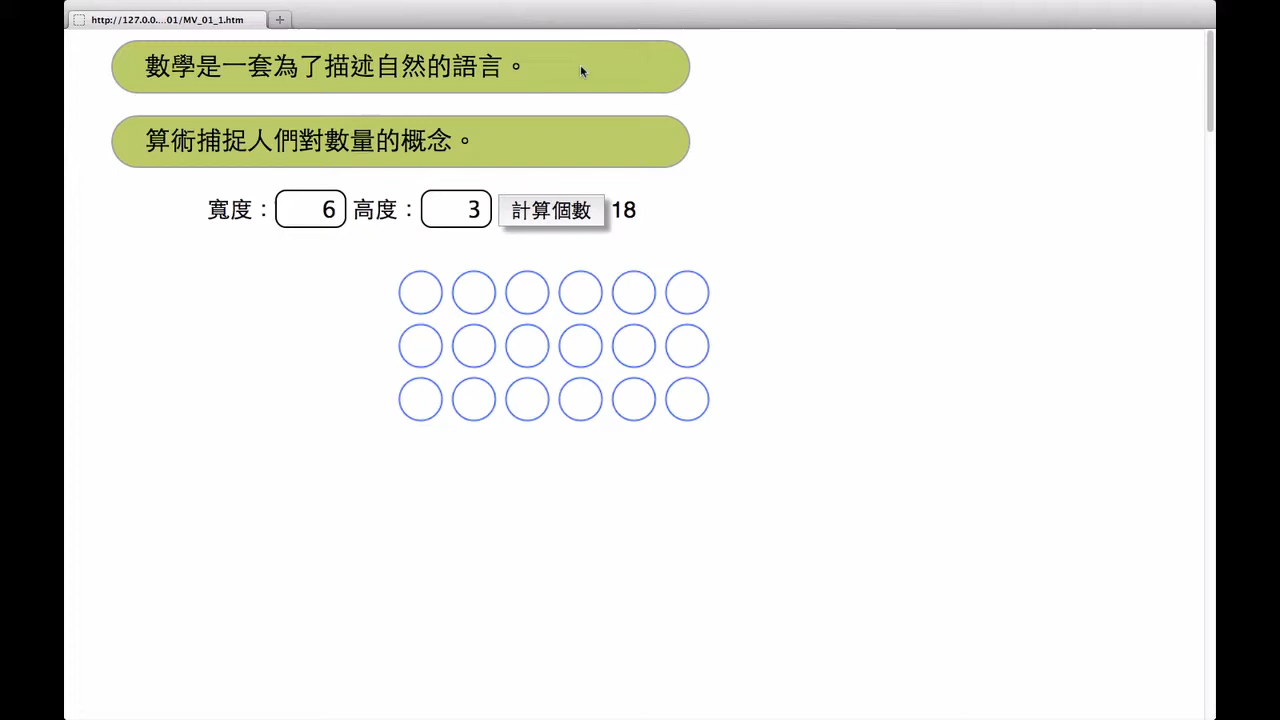 http://127.0.0....01/MV_01_1.htm
數學是一套為了描述自然的語言。
算術捕捉人們對數量的概念。
寬度：6 高度：3 計算個數 18